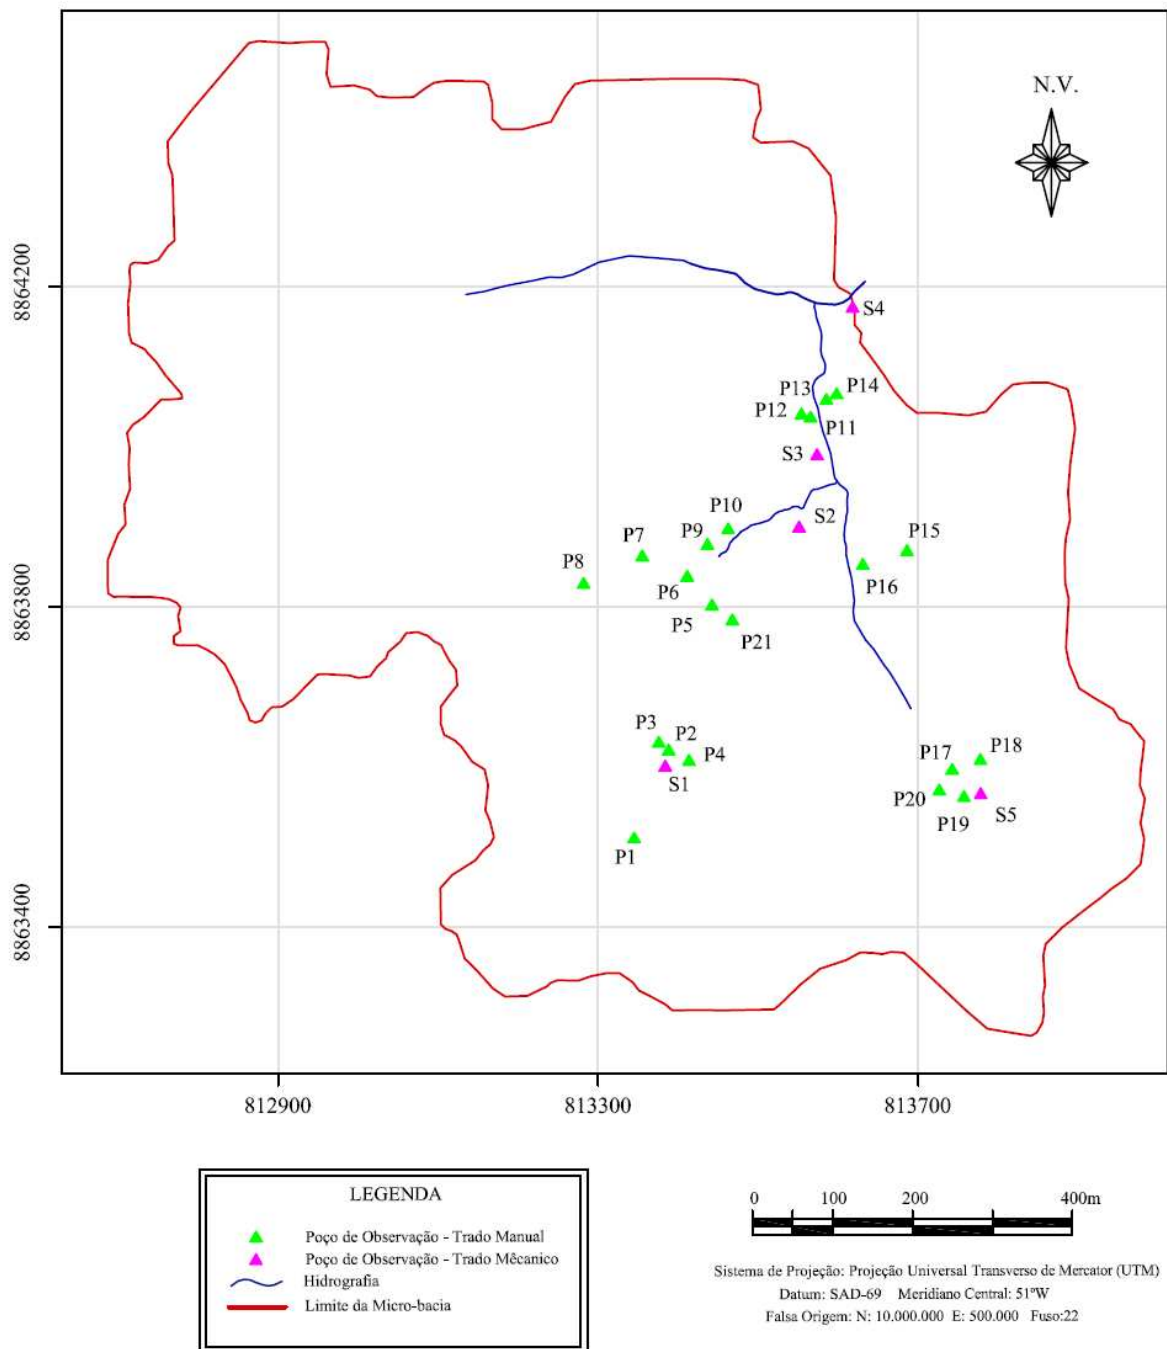 N.V.
8864200
S4
P13
P14
P12
P11
S3
P10
S2
P9
P15
P7
P8
P16
P6
8863800
P5
P21
P3
P2
P4
P18
P17
S1
P20
P19
S5
P1
8863400
812900
813300
813700
LEGENDA
Poço de Observação - Trado Manual
Poço de Observação - Trado Mêcanico
Hidrografia
Limite da Micro-bacia
0 100 200 400m
Sistema de Projeção: Projeção Universal Transverso de Mercator (UTM)
Datum: SAD-69 Meridiano Central: 51ºW
Falsa Origem: N: 10.000.000 E: 500.000 Fuso:22